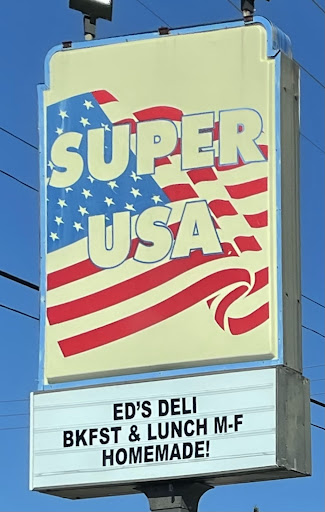 SUPER
USA
ED'S DELI
BKFST & LUNCH M-F
HOMEMADE!